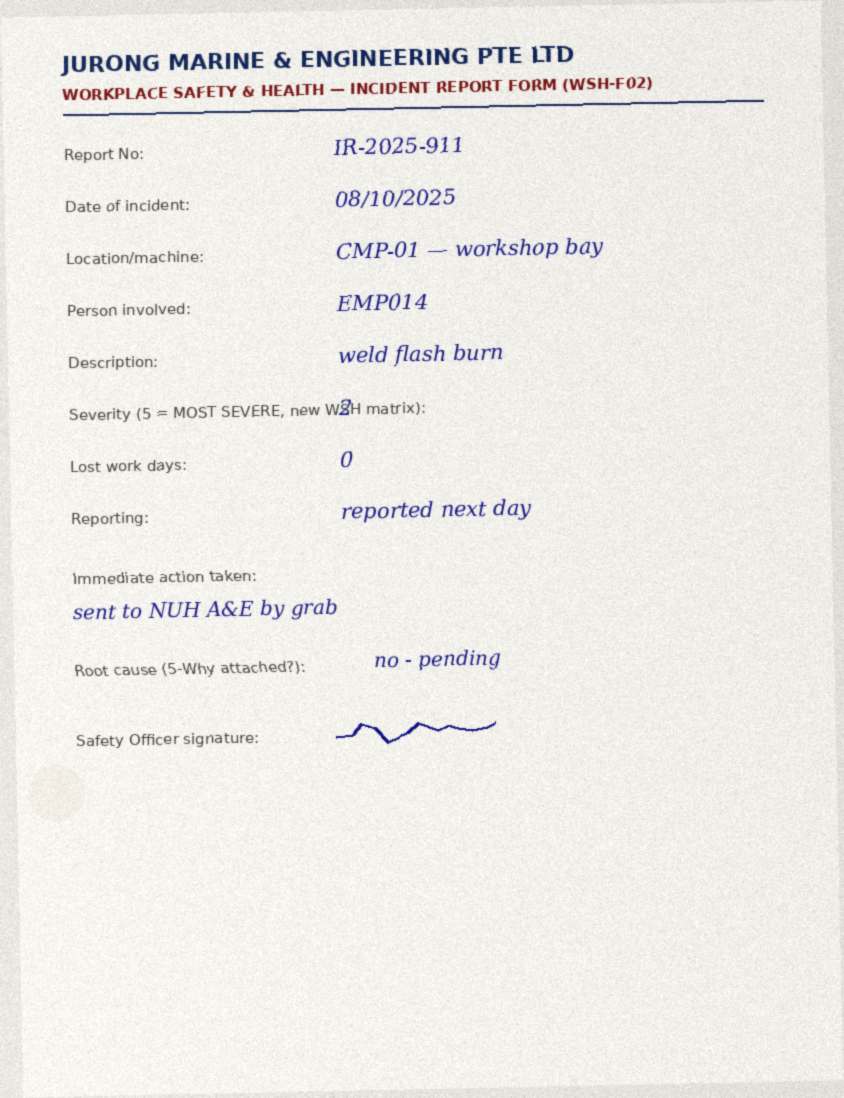 JURONG MARINE & ENGINEERING PTE LTD
WORKPLACE SAFETY & HEALTH — INCIDENT REPORT FORM (WSH-F02)
Report No: IR-2025-911
Date of incident: 08/10/2025
Location/machine: CMP-01 — workshop bay
Person involved: EMP014
Description: weld flash burn
Severity (5 = MOST SEVERE, new WSH matrix): 2
Lost work days: 0
Reporting: reported next day
Immediate action taken:
sent to NUH A&E by grab
Root cause (5-Why attached?): no - pending
Safety Officer signature: